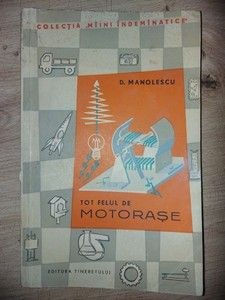 COLECȚIA „MÎINI ÎNDEMÎNATICE"
D. MANOLESCU
TOT FELUL DE
MOTORAȘE
EDITURA TINERETULUI